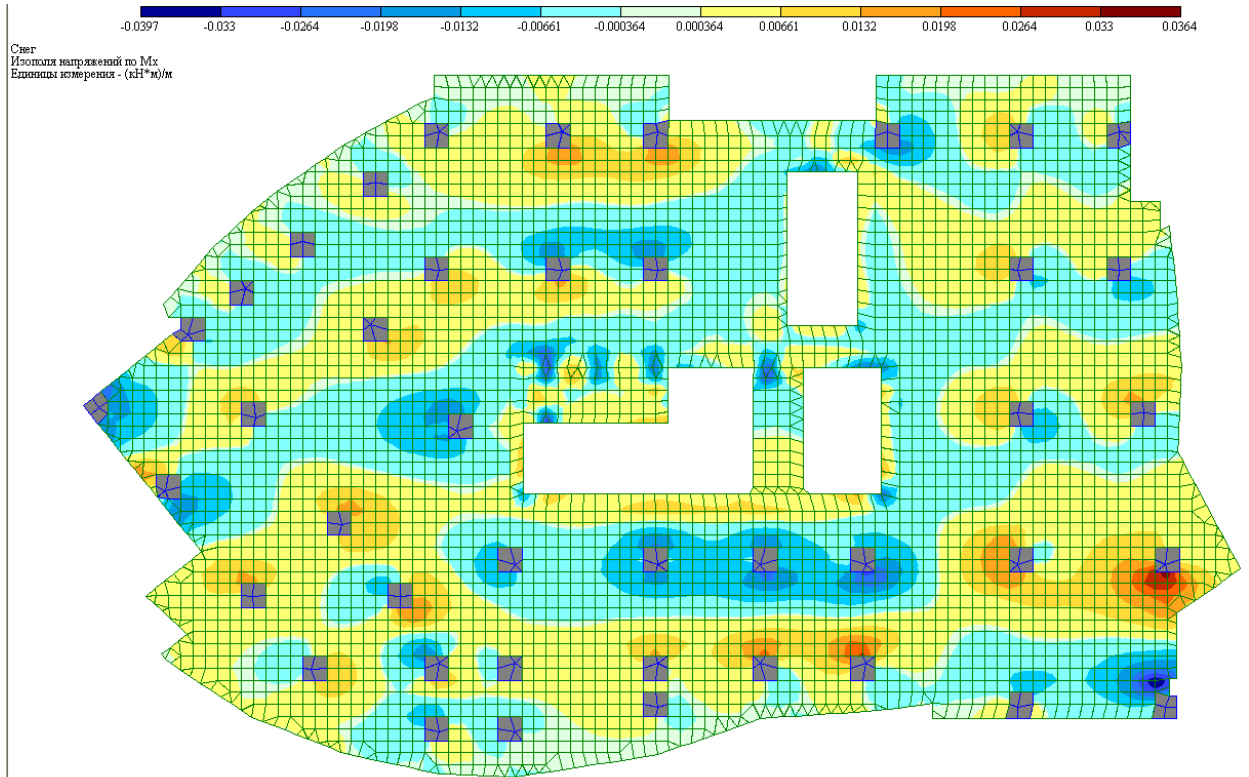 -0.0397 -0.033 -0.0264 -0.0198 -0.0132 -0.00661 -0.000364 0.000364 0.00661 0.0132 0.0198 0.0264 0.033 0.0364
Снег
Изополя напряжений по Mx
Единицы измерения - (кН*м)/м